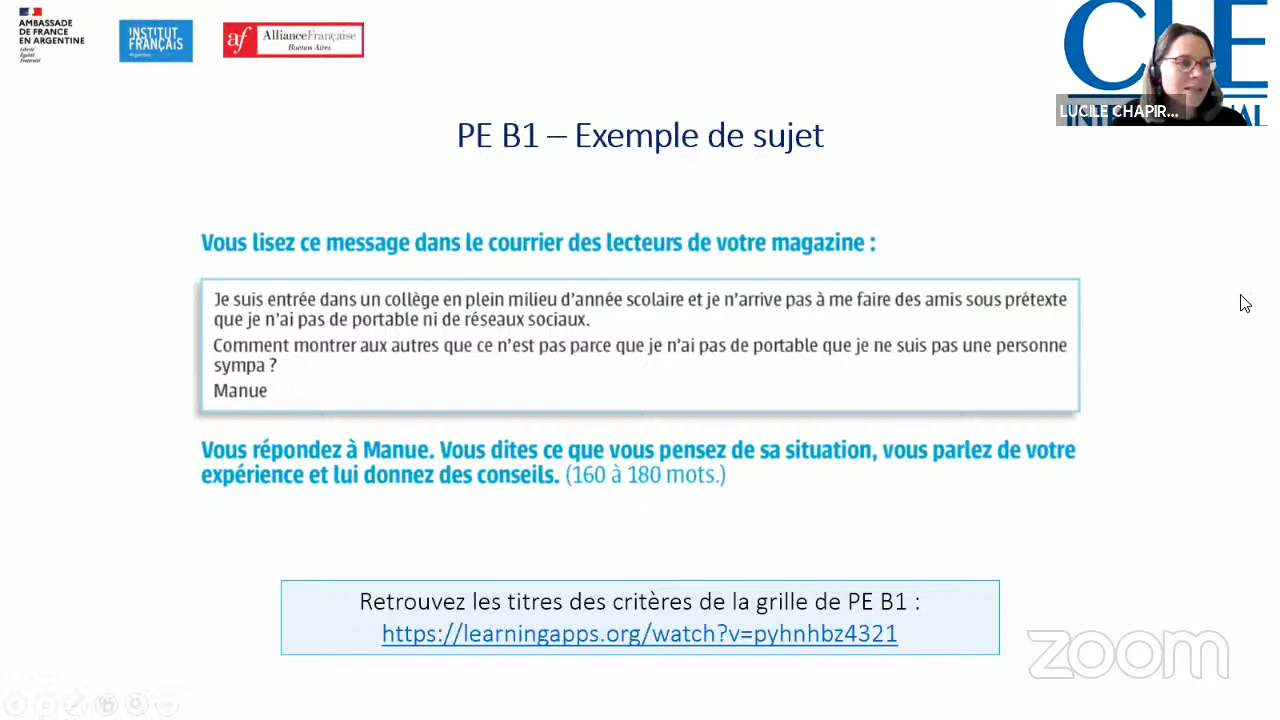 AMBASSADE
DE FRANCE
EN ARGENTINE
Liberté
Égalité
Fraternité
INSTITUT
FRANÇAIS
Argentine
af
AllianceFrançaise
Buenos Aires
CLE
LUCILE CHAPIR...
PE B1 – Exemple de sujet
Vous lisez ce message dans le courrier des lecteurs de votre magazine :
Je suis entrée dans un collège en plein milieu d'année scolaire et je n'arrive pas à me faire des amis sous prétexte
que je n'ai pas de portable ni de réseaux sociaux.
Comment montrer aux autres que ce n'est pas parce que je n'ai pas de portable que je ne suis pas une personne
sympa ?
Manue
Vous répondez à Manue. Vous dites ce que vous pensez de sa situation, vous parlez de votre
expérience et lui donnez des conseils. (160 à 180 mots.)
Retrouvez les titres des critères de la grille de PE B1 :
https://learningapps.org/watch?v=pyhnhbz4321
zoom